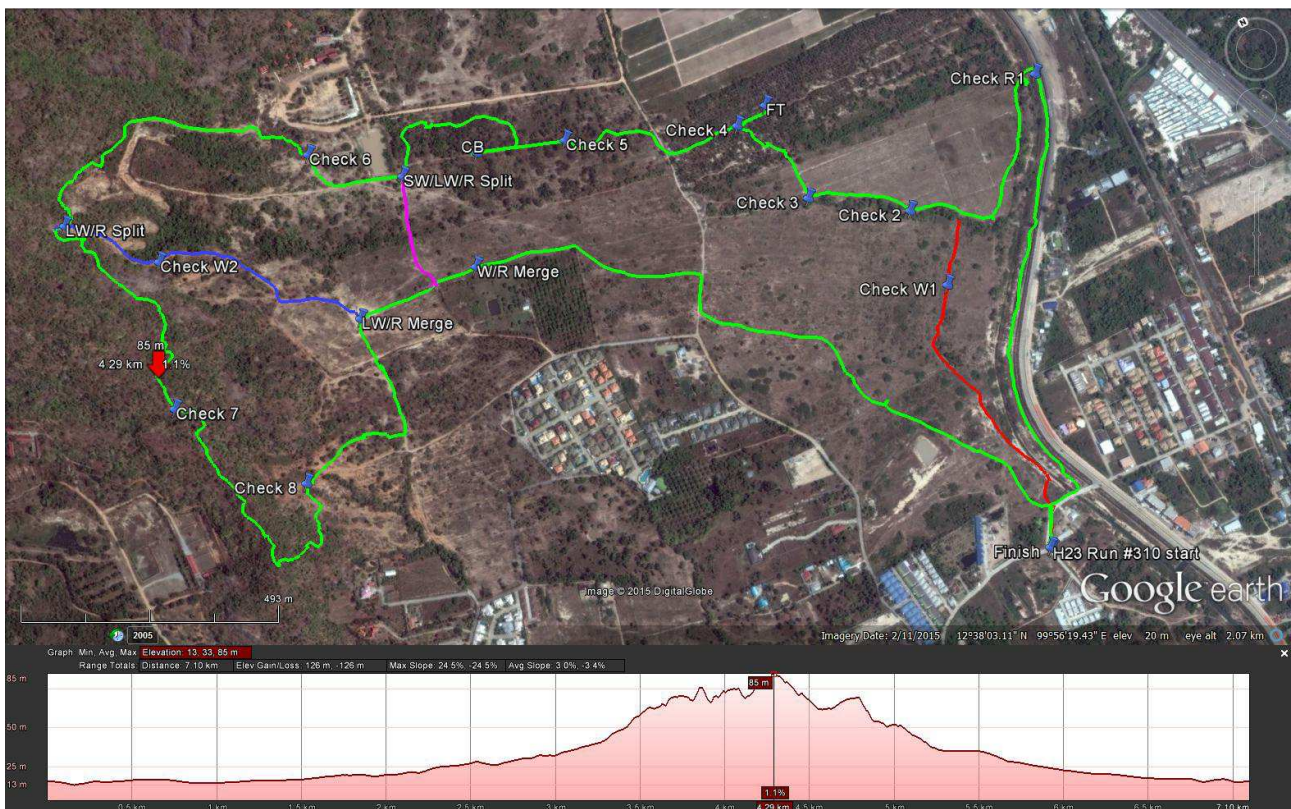 N
Check R1
FT
Check 4
CB
Check 5
Check 6
SW/LW/R Split
Check 3
Check 2
LW/R Split
Check W2
W/R Merge
Check W1
LW/R Merge
85 m
4.29 km
1.1%
Check 7
Check 8
Finish
H23 Run #310 start
493 m
Image © 2015 DigitalGlobe
Google earth
2005
Imagery Date: 2/11/2015 12°38'03.11" N 99°56'19.43" E elev 20 m eye alt 2.07 km
Graph: Min, Avg, Max Elevation: 13, 33, 85 m
Range Totals: Distance: 7.10 km Elev Gain/Loss: 126 m, -126 m Max Slope: 24.5%, -24.5% Avg Slope: 3.0%, -3.4%
85 m
85 m
50 m
25 m
13 m
1.1%
0.5 km 1 km 1.5 km 2 km 2.5 km 3 km 3.5 km 4 km 4.29 km 4.5 km 5 km 5.5 km 6 km 6.5 km 7.10 km